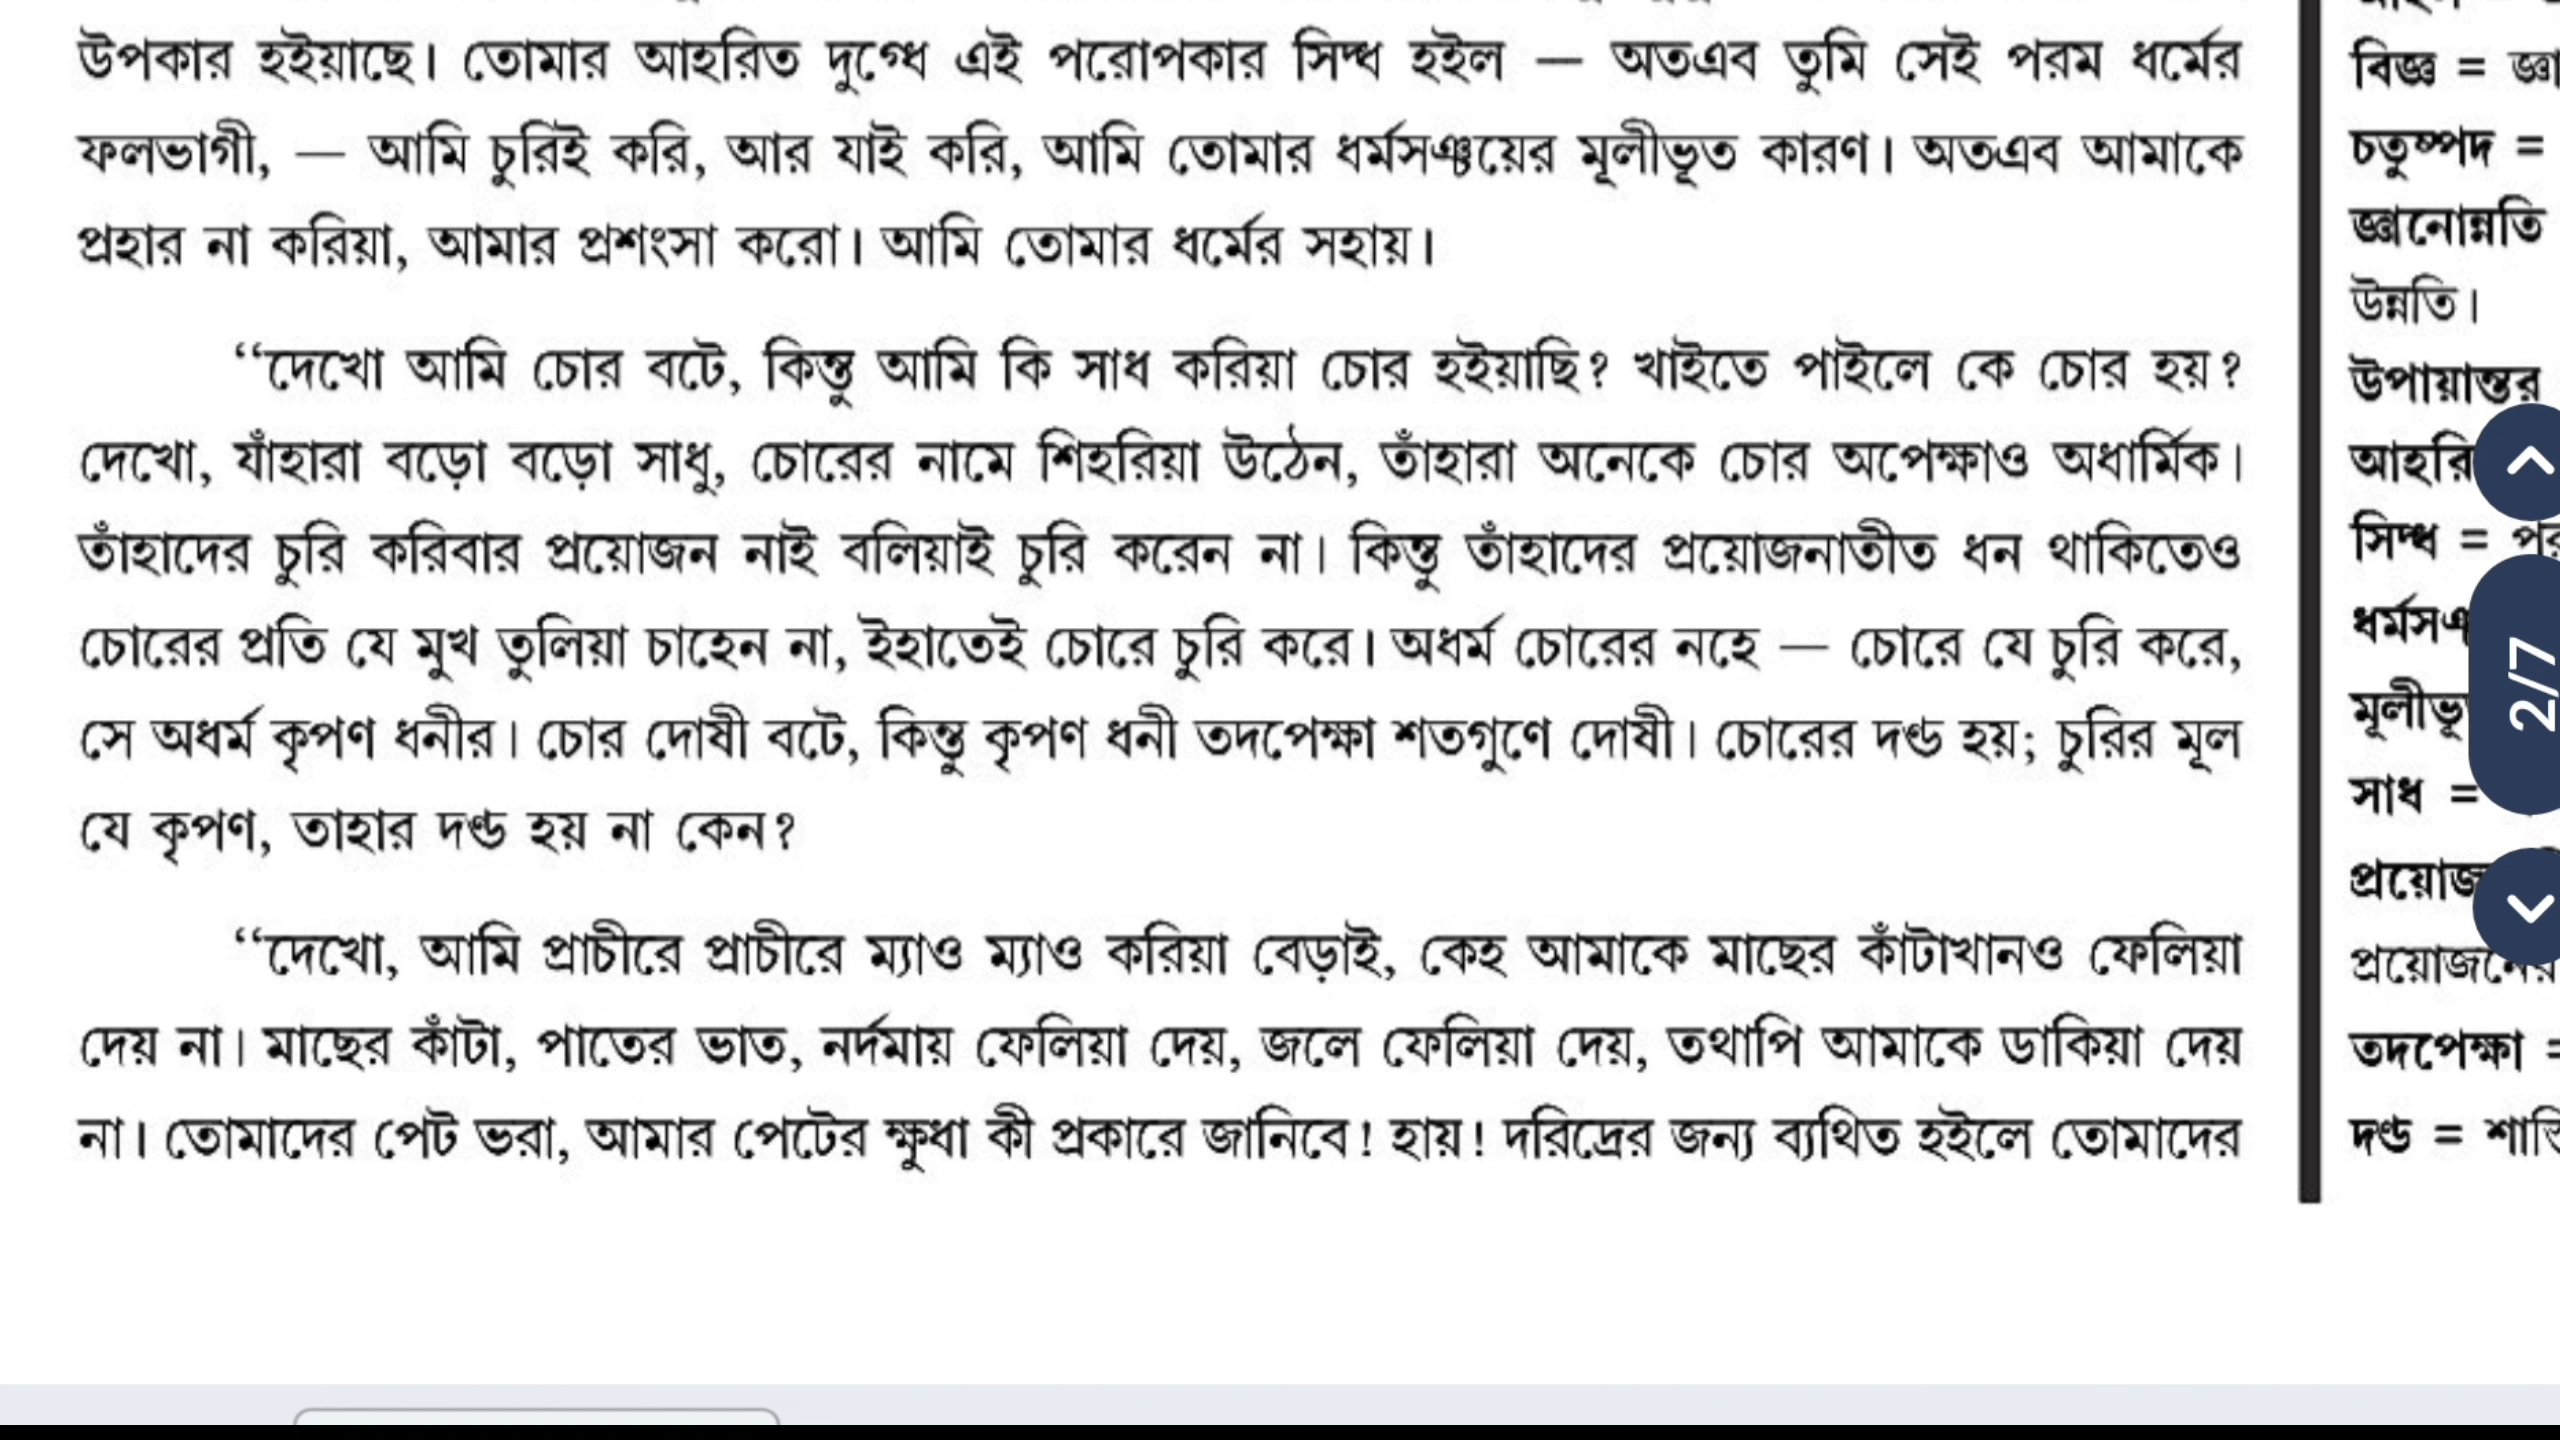 উপকার হইয়াছে। তোমার আহরিত দুগ্ধে এই পরোপকার সিদ্ধ হইল — অতএব তুমি সেই পরম ধর্মের
ফলভাগী, — আমি চুরিই করি, আর যাই করি, আমি তোমার ধর্মসঞ্চয়ের মূলীভূত কারণ। অতএব আমাকে
প্রহার না করিয়া, আমার প্রশংসা করো। আমি তোমার ধর্মের সহায়।
“দেখো আমি চোর বটে, কিন্তু আমি কি সাধ করিয়া চোর হইয়াছি? খাইতে পাইলে কে চোর হয়?
দেখো, যাঁহারা বড়ো বড়ো সাধু, চোরের নামে শিহরিয়া উঠেন, তাঁহারা অনেকে চোর অপেক্ষাও অধার্মিক।
তাঁহাদের চুরি করিবার প্রয়োজন নাই বলিয়াই চুরি করেন না। কিন্তু তাঁহাদের প্রয়োজনাতীত ধন থাকিতেও
চোরের প্রতি যে মুখ তুলিয়া চাহেন না, ইহাতেই চোরে চুরি করে। অধর্ম চোরের নহে — চোরে যে চুরি করে,
সে অধর্ম কৃপণ ধনীর। চোর দোষী বটে, কিন্তু কৃপণ ধনী তদপেক্ষা শতগুণে দোষী। চোরের দণ্ড হয়; চুরির মূল
যে কৃপণ, তাহার দণ্ড হয় না কেন?
“দেখো, আমি প্রাচীরে প্রাচীরে ম্যাও ম্যাও করিয়া বেড়াই, কেহ আমাকে মাছের কাঁটাখানও ফেলিয়া
দেয় না। মাছের কাঁটা, পাতের ভাত, নর্দমায় ফেলিয়া দেয়, জলে ফেলিয়া দেয়, তথাপি আমাকে ডাকিয়া দেয়
না। তোমাদের পেট ভরা, আমার পেটের ক্ষুধা কী প্রকারে জানিবে! হায়! দরিদ্রের জন্য ব্যথিত হইলে তোমাদের
বিজ্ঞ =
চতুষ্পদ =
জ্ঞানোন্নতি
উন্নতি।
উপায়ান্তর
সিদ্ধ =
সাধ =
প্রয়োজনের
তদপেক্ষা =
দণ্ড =
2/7